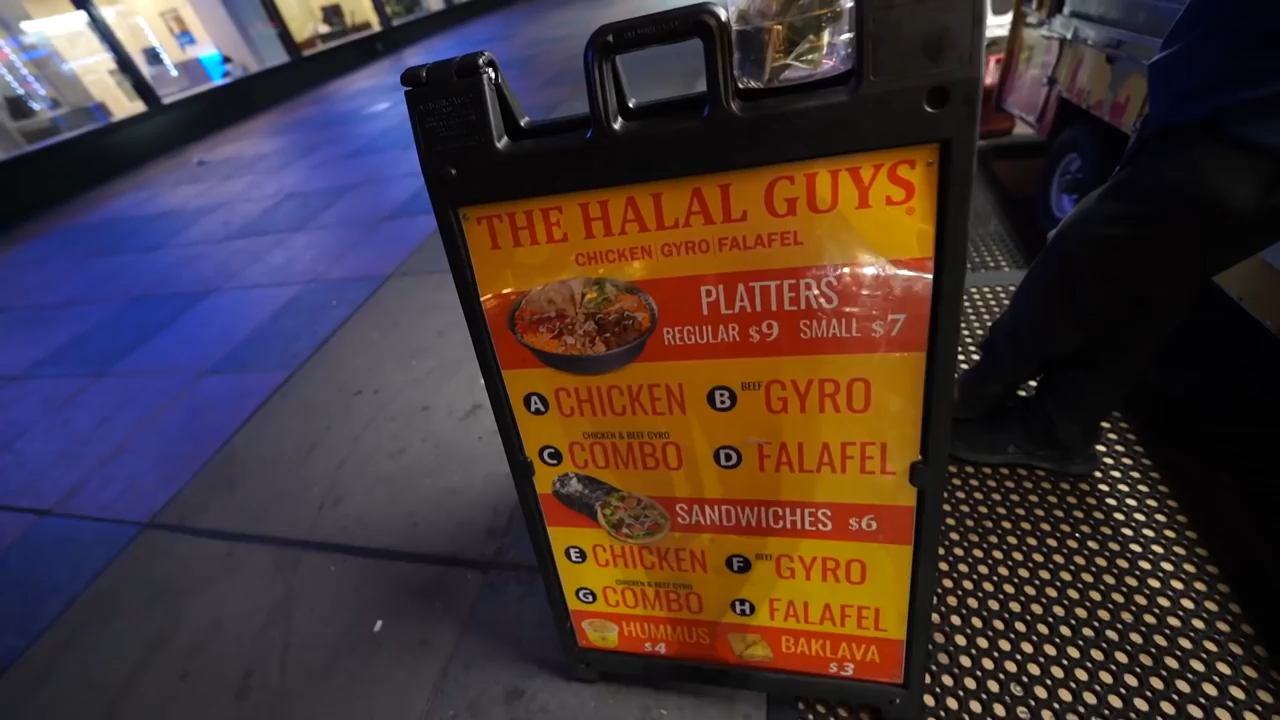 THE HALAL GUYS®
CHICKEN|GYRO|FALAFEL
PLATTERS
REGULAR $9 SMALL $7
A CHICKEN B BEEF GYRO
CHICKEN & BEEF GYRO
C COMBO D FALAFEL
SANDWICHES $6
E CHICKEN F BEEF GYRO
CHICKEN & BEEF GYRO
G COMBO H FALAFEL
HUMMUS BAKLAVA
$4 $3